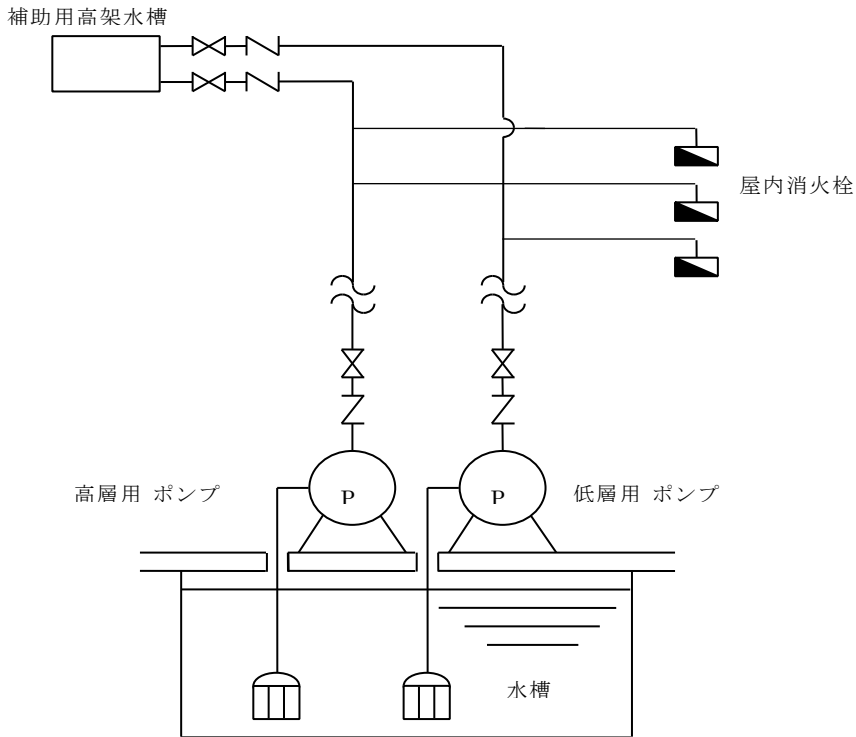 補助用高架水槽
屋内消火栓
高層用 ポンプ
P
P
低層用 ポンプ
水槽